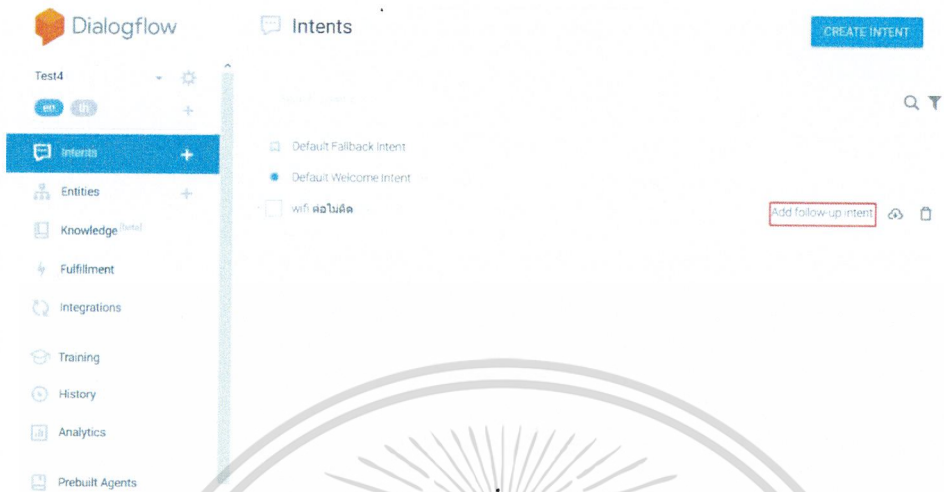 Dialogflow
Intents
CREATE INTENT
Test4
en th
Intents
Default Fallback Intent
Default Welcome Intent
Entities
wifi ต่อไม่ติด
Add follow-up intent
Knowledge [beta]
Fulfillment
Integrations
Training
History
Analytics
Prebuilt Agents